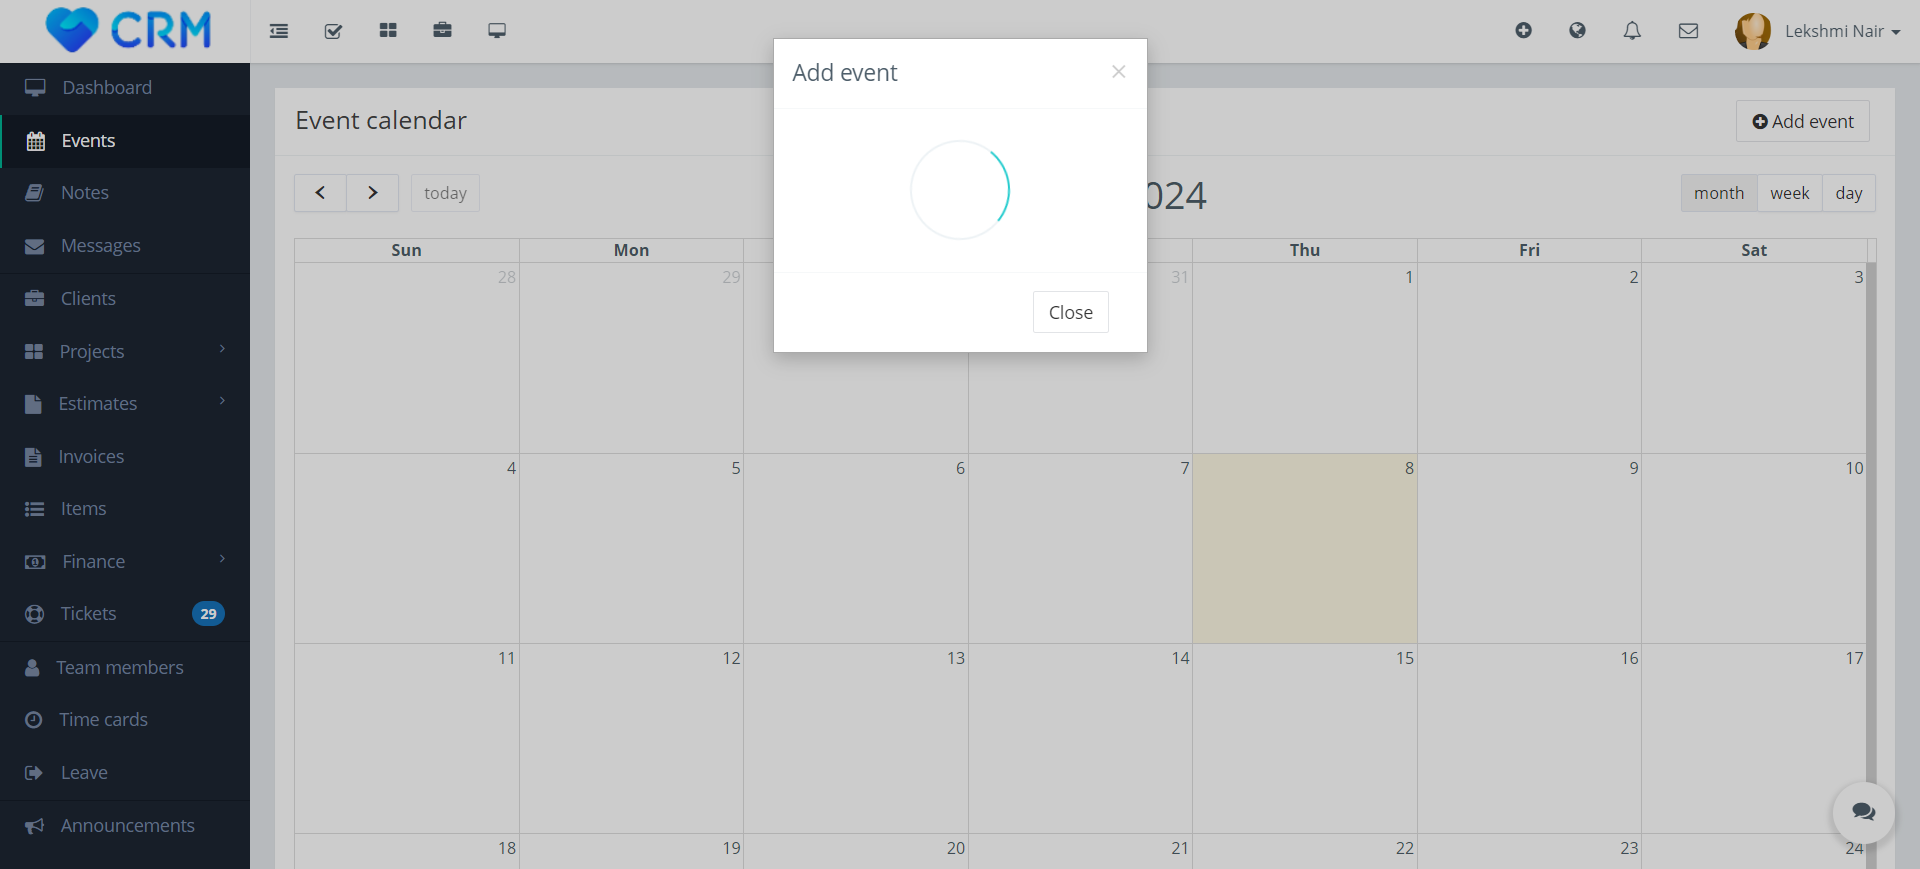 CRM
Lekshmi Nair
Dashboard
Events
Notes
Messages
Clients
Projects
Estimates
Invoices
Items
Finance
Tickets 29
Team members
Time cards
Leave
Announcements
Event calendar
Add event
today
2024
month week day
Add event
×
Close
Sun Mon Thu Fri Sat
28 29 31 1 2 3
4 5 6 7 8 9 10
11 12 13 14 15 16 17
18 19 20 21 22 23 24